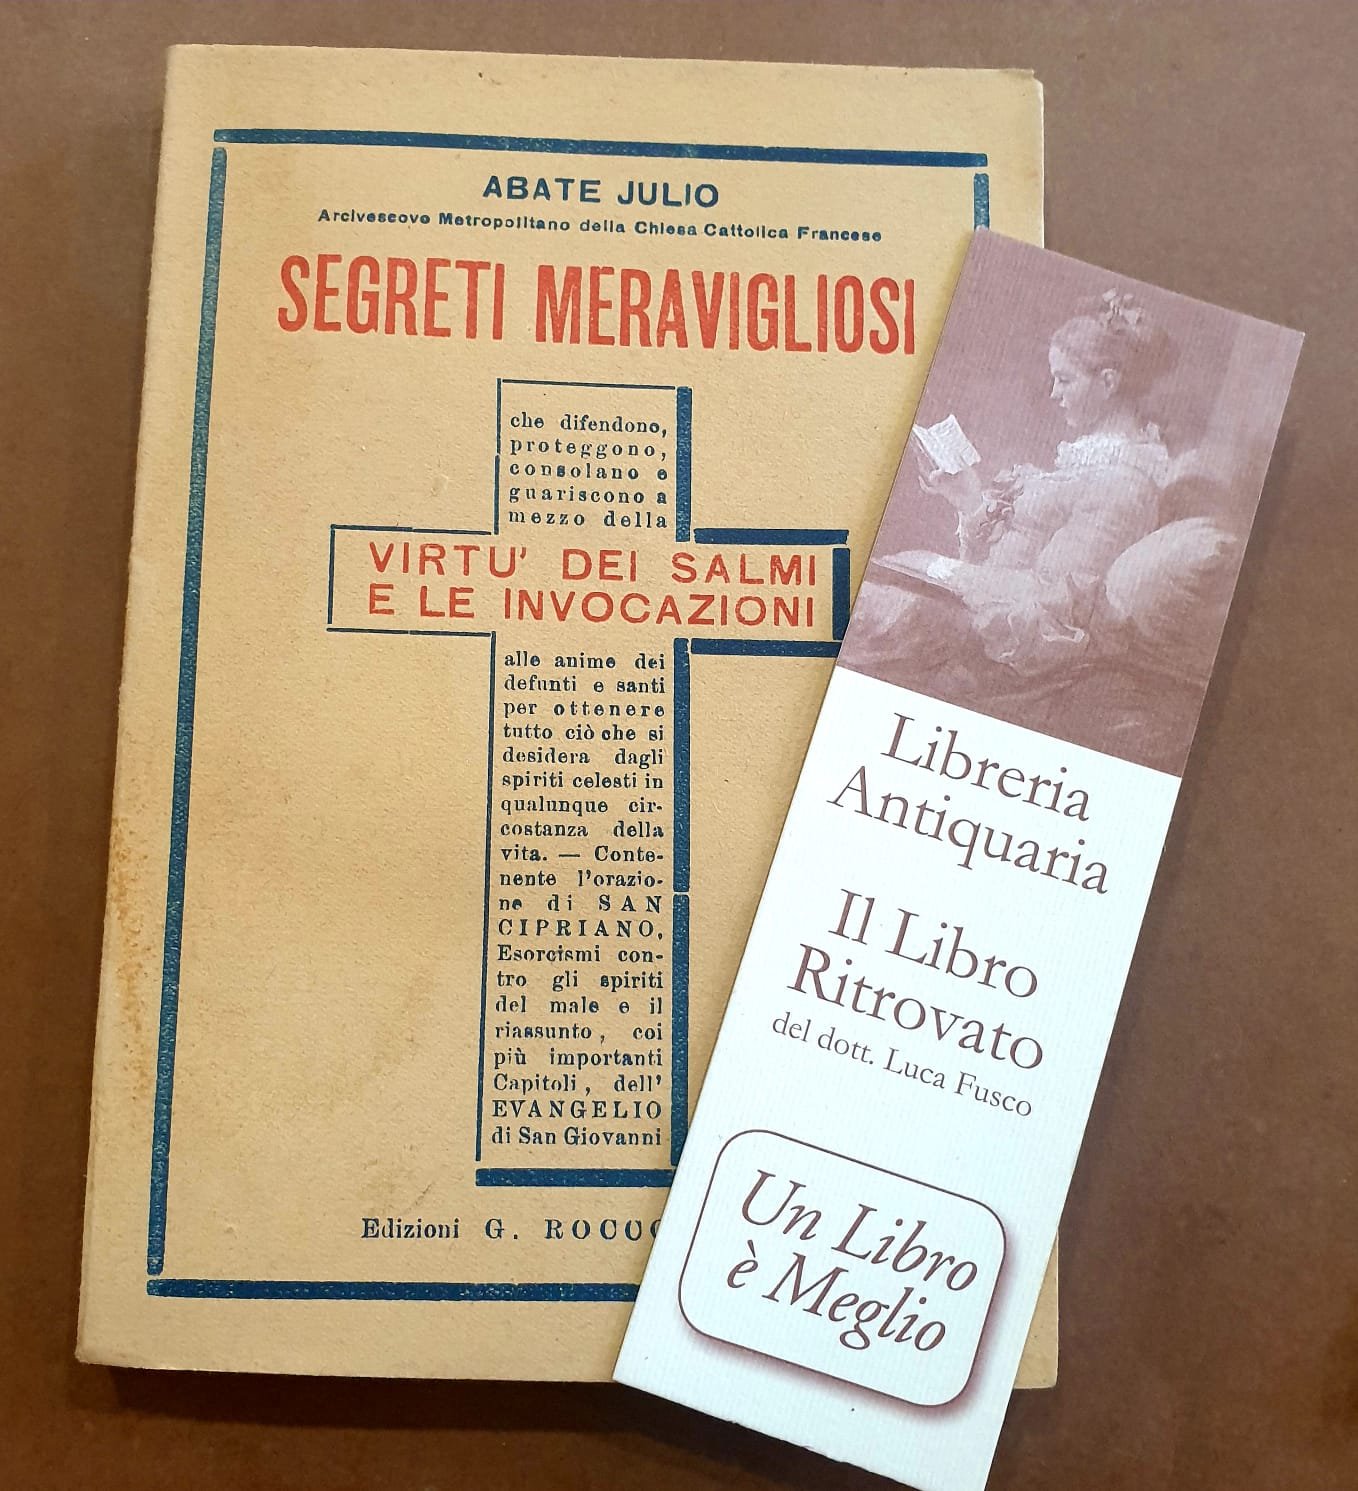 ABATE JULIO
Arcivescovo Metropolitano della Chiesa Cattolica Francese
SEGRETI MERAVIGLIOSI
che difendono,
proteggono,
consolano e
guariscono a
mezzo della
VIRTU' DEI SALMI
E LE INVOCAZIONI
alle anime dei
defunti e santi
per ottenere
tutto ciò che si
desidera dagli
spiriti celesti in
qualunque cir-
costanza della
vita. — Conte-
nente l'orazio-
ne di SAN
CIPRIANO,
Esorcismi con-
tro gli spiriti
del male e il
riassunto, coi
più importanti
Capitoli, dell'
EVANGELIO
di San Giovanni
Edizioni G.
Libreria
Antiquaria
Il Libro
Ritrovato
del dott. Luca Fusco
Un Libro
è Meglio